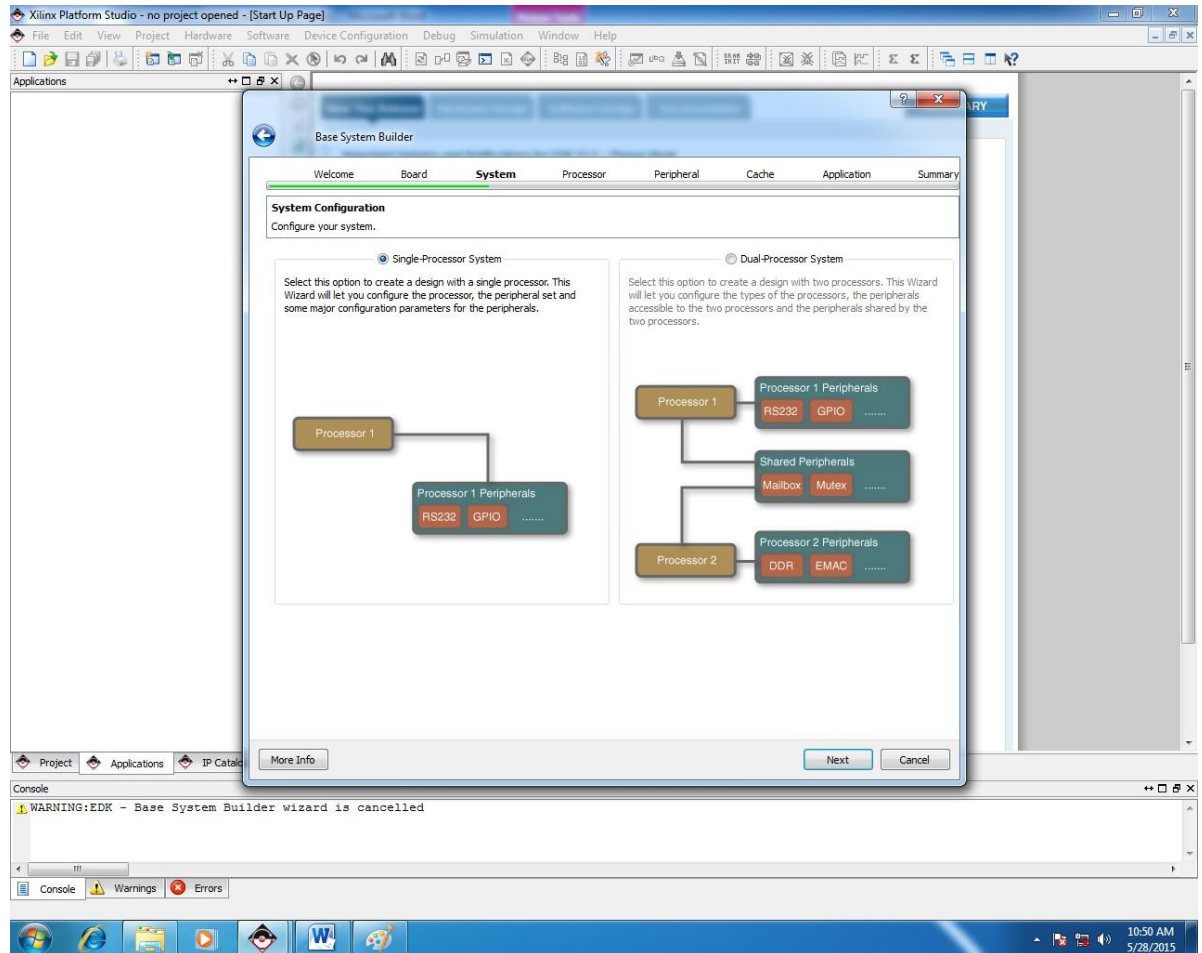 Xilinx Platform Studio - no project opened - [Start Up Page]
File Edit View Project Hardware Software Device Configuration Debug Simulation Window Help
Applications
Base System Builder
Welcome Board System Processor Peripheral Cache Application Summary
System Configuration
Configure your system.
Single-Processor System
Select this option to create a design with a single processor. This
Wizard will let you configure the processor, the peripheral set and
some major configuration parameters for the peripherals.
Processor 1
Processor 1 Peripherals
RS232 GPIO .......
Dual-Processor System
Select this option to create a design with two processors. This Wizard
will let you configure the types of the processors, the peripherals
accessible to the two processors and the peripherals shared by the
two processors.
Processor 1
Processor 1 Peripherals
RS232 GPIO .......
Shared Peripherals
Mailbox Mutex .......
Processor 2
Processor 2 Peripherals
DDR EMAC .......
More Info Next Cancel
Project Applications IP Catalo
Console
WARNING:EDK - Base System Builder wizard is cancelled
Console Warnings Errors
10:50 AM
5/28/2015